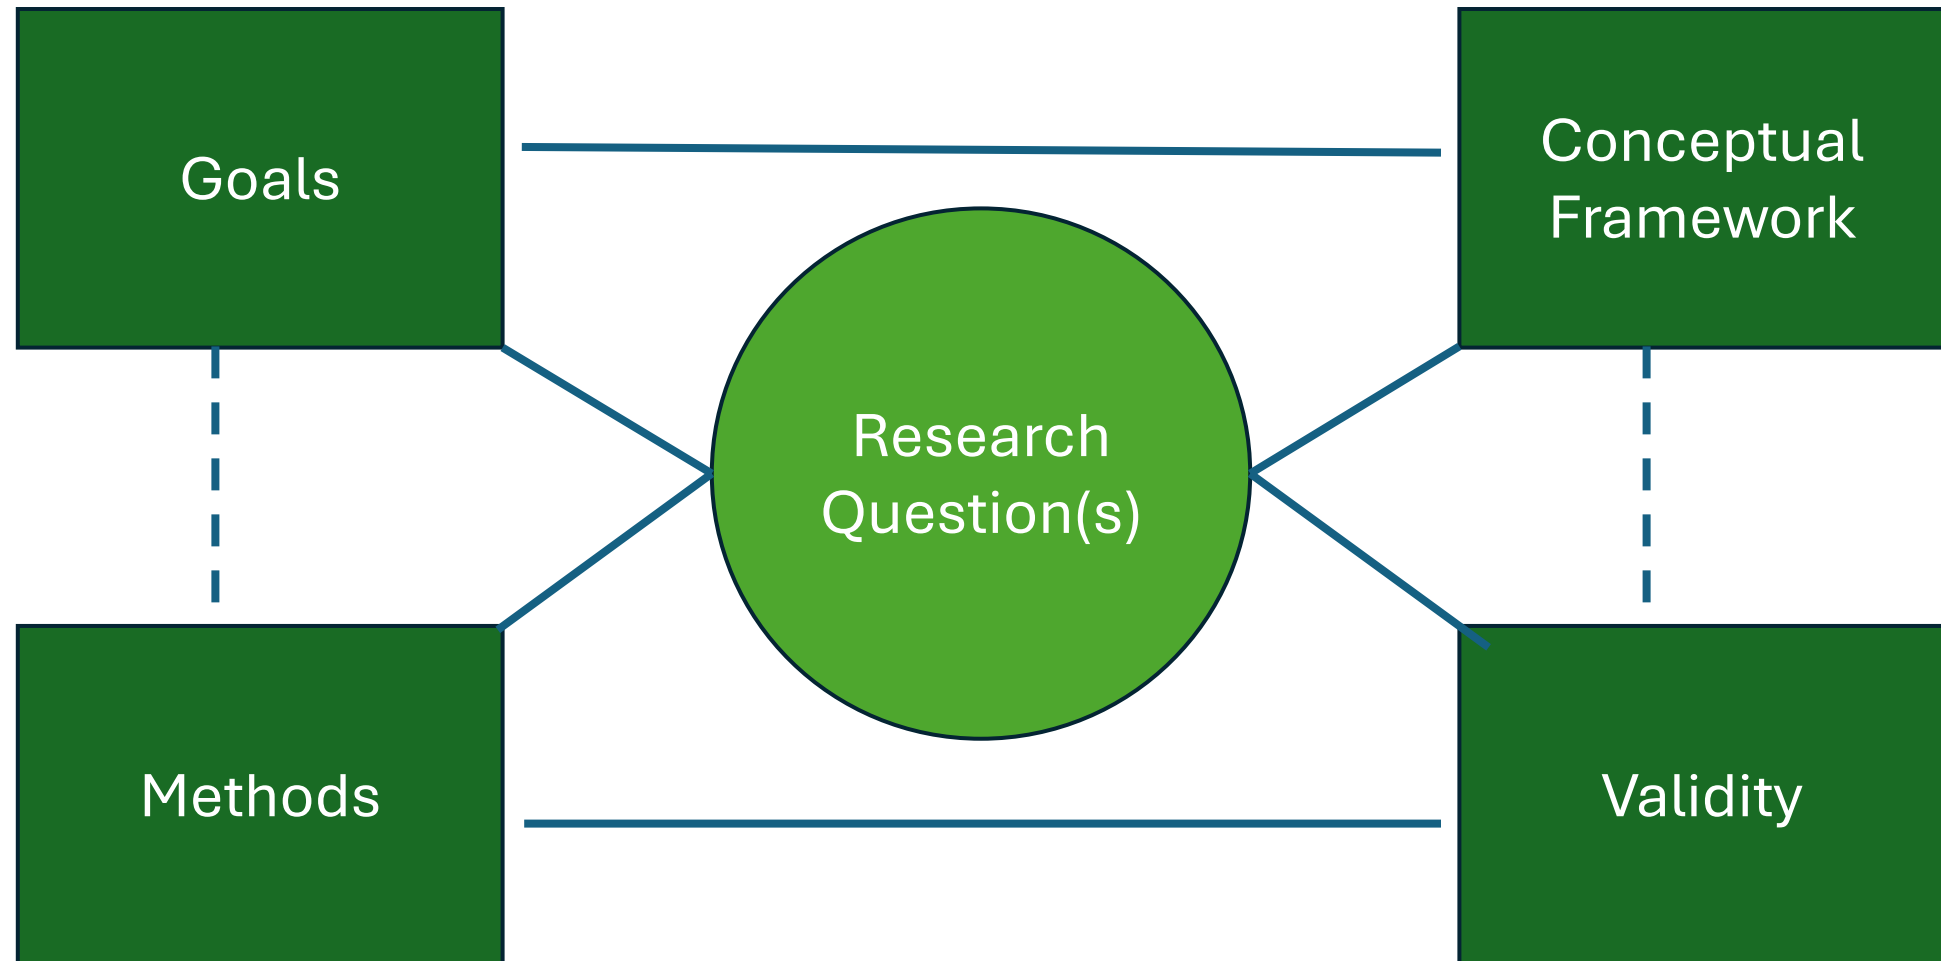 Goals
Conceptual
Framework
Research
Question(s)
Methods
Validity